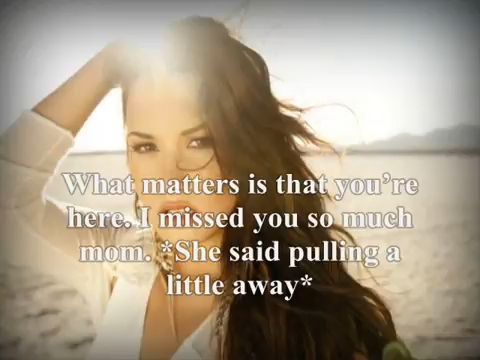 What matters is that you’re
here. I missed you so much
mom. *She said pulling a
little away*